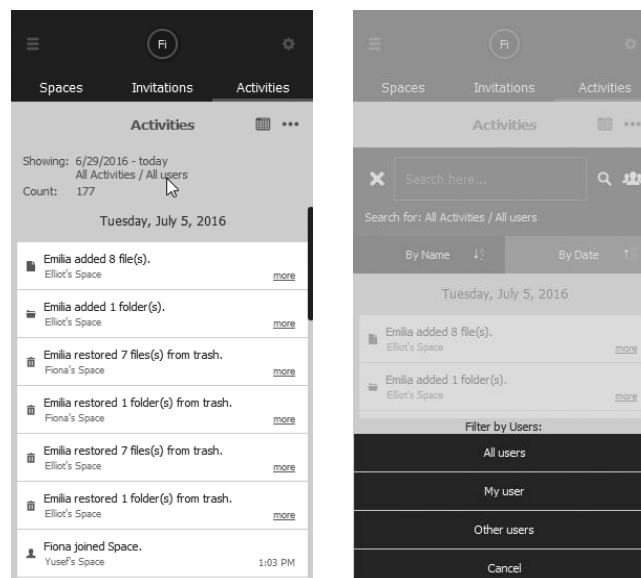 Fi
Spaces Invitations Activities
Activities
Showing: 6/29/2016 - today
All Activities / All users
Count: 177
Tuesday, July 5, 2016
Emilia added 8 file(s).
Elliot's Space more
Emilia added 1 folder(s).
Elliot's Space more
Emilia restored 7 files(s) from trash.
Fiona's Space more
Emilia restored 1 folder(s) from trash.
Fiona's Space more
Emilia restored 7 files(s) from trash.
Elliot's Space more
Emilia restored 1 folder(s) from trash.
Elliot's Space more
Fiona joined Space.
Yusef's Space 1:03 PM
Fi
Spaces Invitations Activities
Activities
Search here...
Search for: All Activities / All users
By Name By Date
Tuesday, July 5, 2016
Emilia added 8 file(s).
Elliot's Space more
Emilia added 1 folder(s).
Elliot's Space more
Filter by Users:
All users
My user
Other users
Cancel